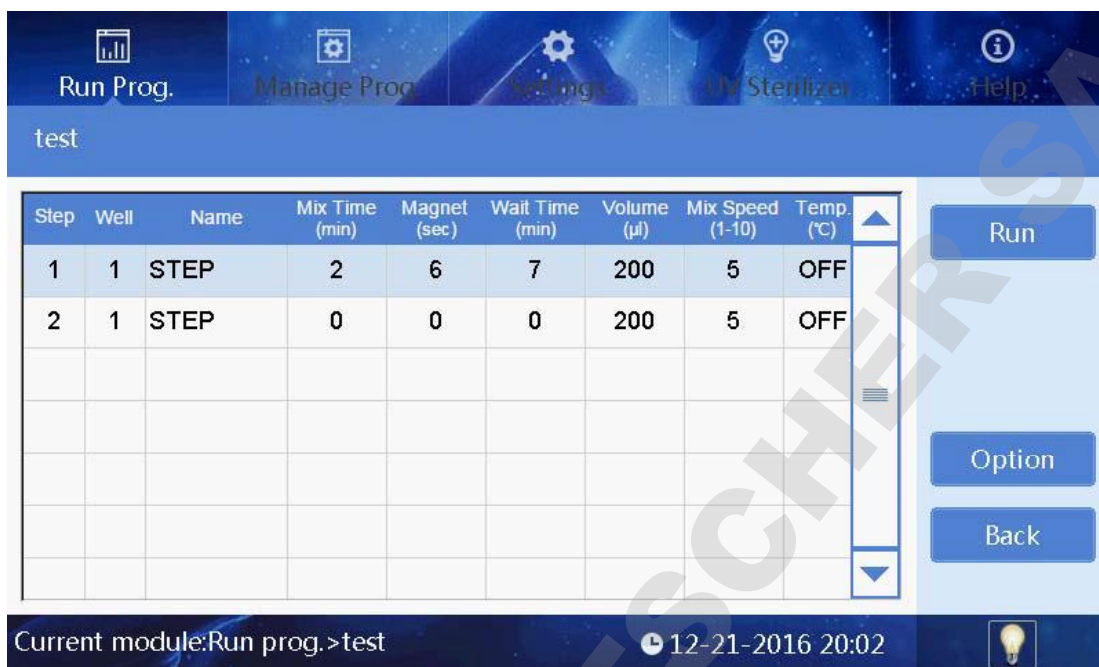 Run Prog. Manage Prog. Settings UV Sterilizer Help
test
Step Well Name Mix Time (min) Magnet (sec) Wait Time (min) Volume (µl) Mix Speed (1-10) Temp. (℃)
Run
1 1 STEP 2 6 7 200 5 OFF
2 1 STEP 0 0 0 200 5 OFF
Option
Back
Current module:Run prog.>test 12-21-2016 20:02
SCHER